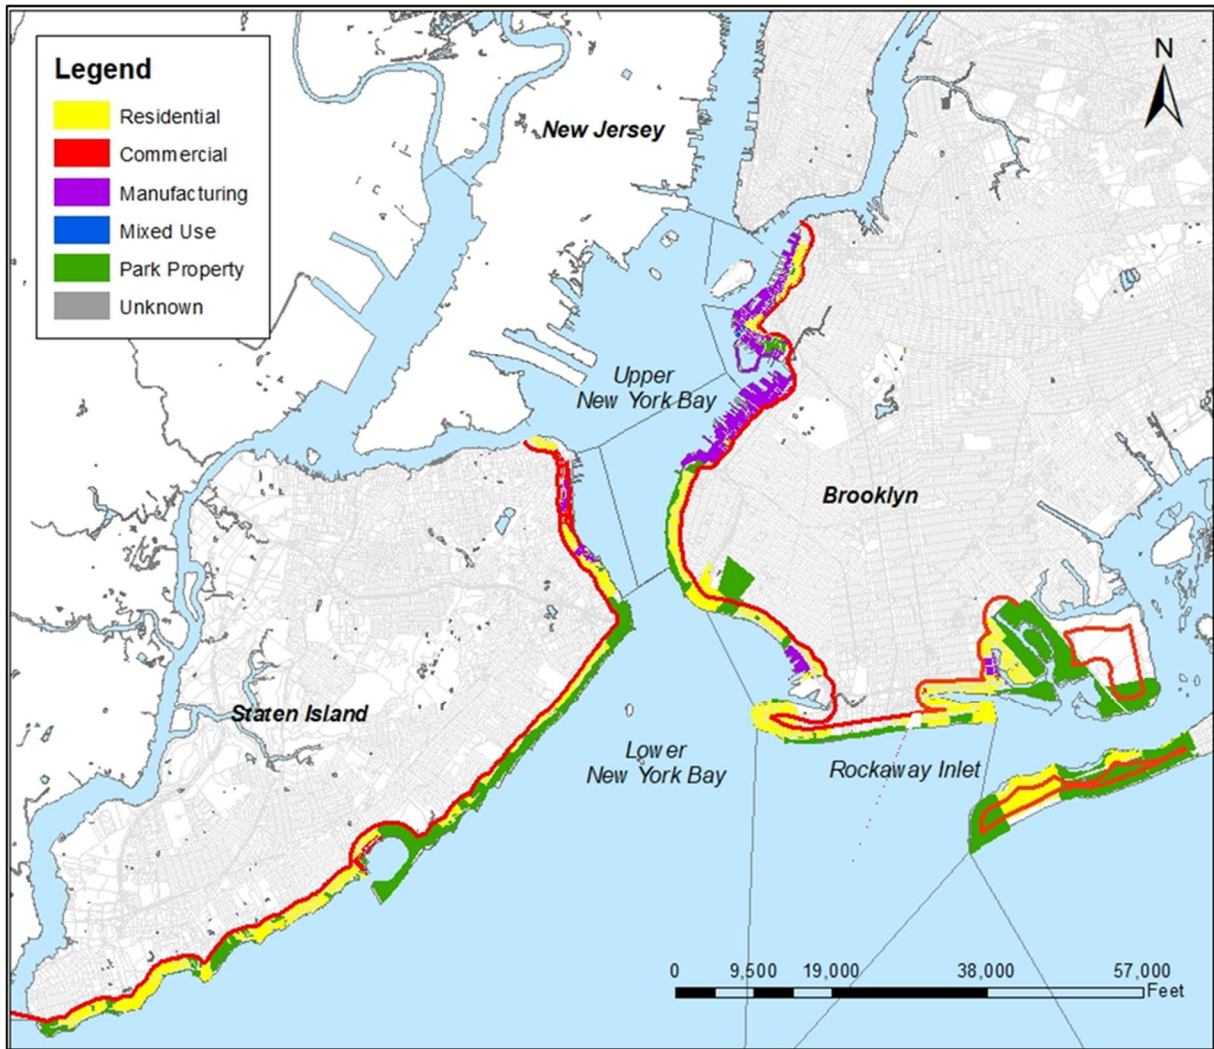 Legend
Residential
Commercial
Manufacturing
Mixed Use
Park Property
Unknown
N
New Jersey
Upper
New York Bay
Brooklyn
Staten Island
Lower
New York Bay
Rockaway Inlet
0 9,500 19,000 38,000 57,000
Feet